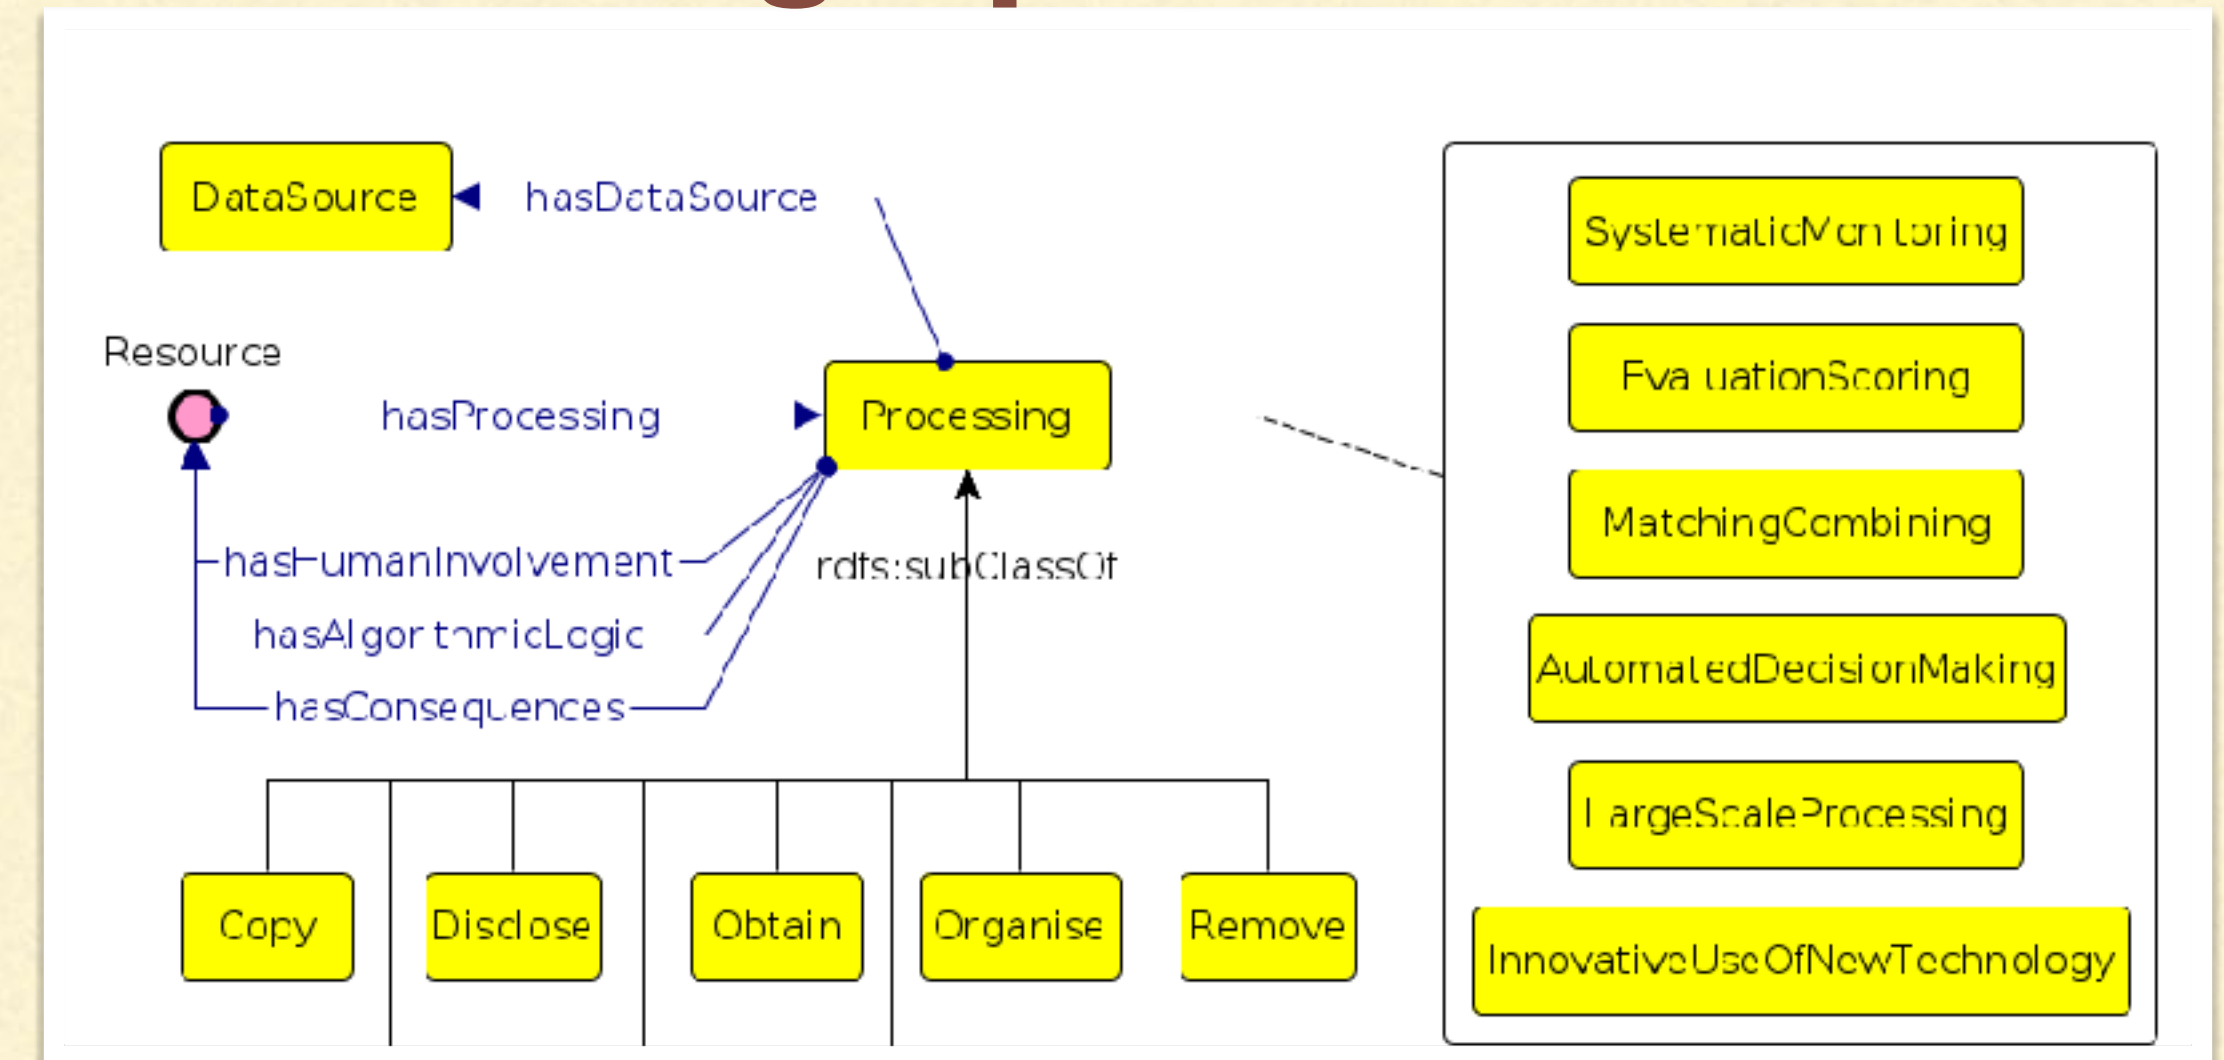 DataSource
hasDataSource
Resource
hasProcessing
Processing
hasHumanInvolvement
rdfs:subClassOf
hasAlgorithmicLogic
hasConsequences
Copy
Disclose
Obtain
Organise
Remove
SystematicMonitoring
EvaluationScoring
MatchingCombining
AutomatedDecisionMaking
LargeScaleProcessing
InnovativeUseOfNewTechnology